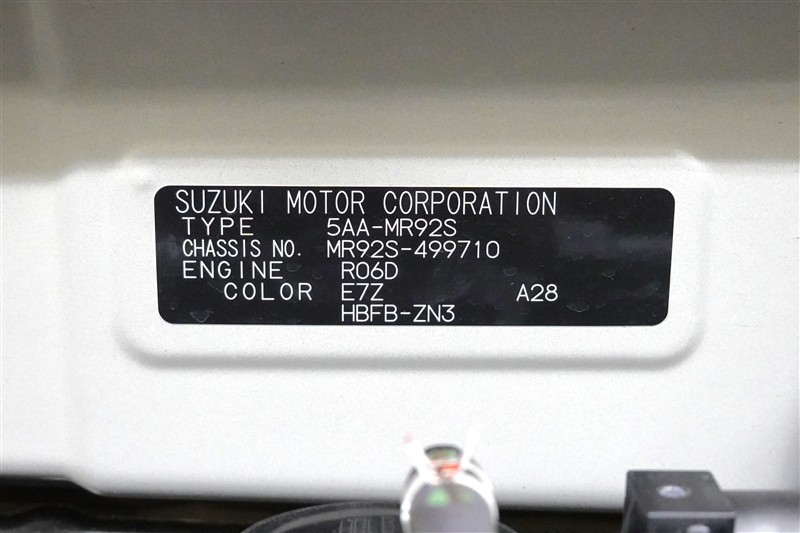 SUZUKI MOTOR CORPORATION
TYPE 5AA-MR92S
CHASSIS NO. MR92S-499710
ENGINE R06D
COLOR E7Z A28
HBFB-ZN3